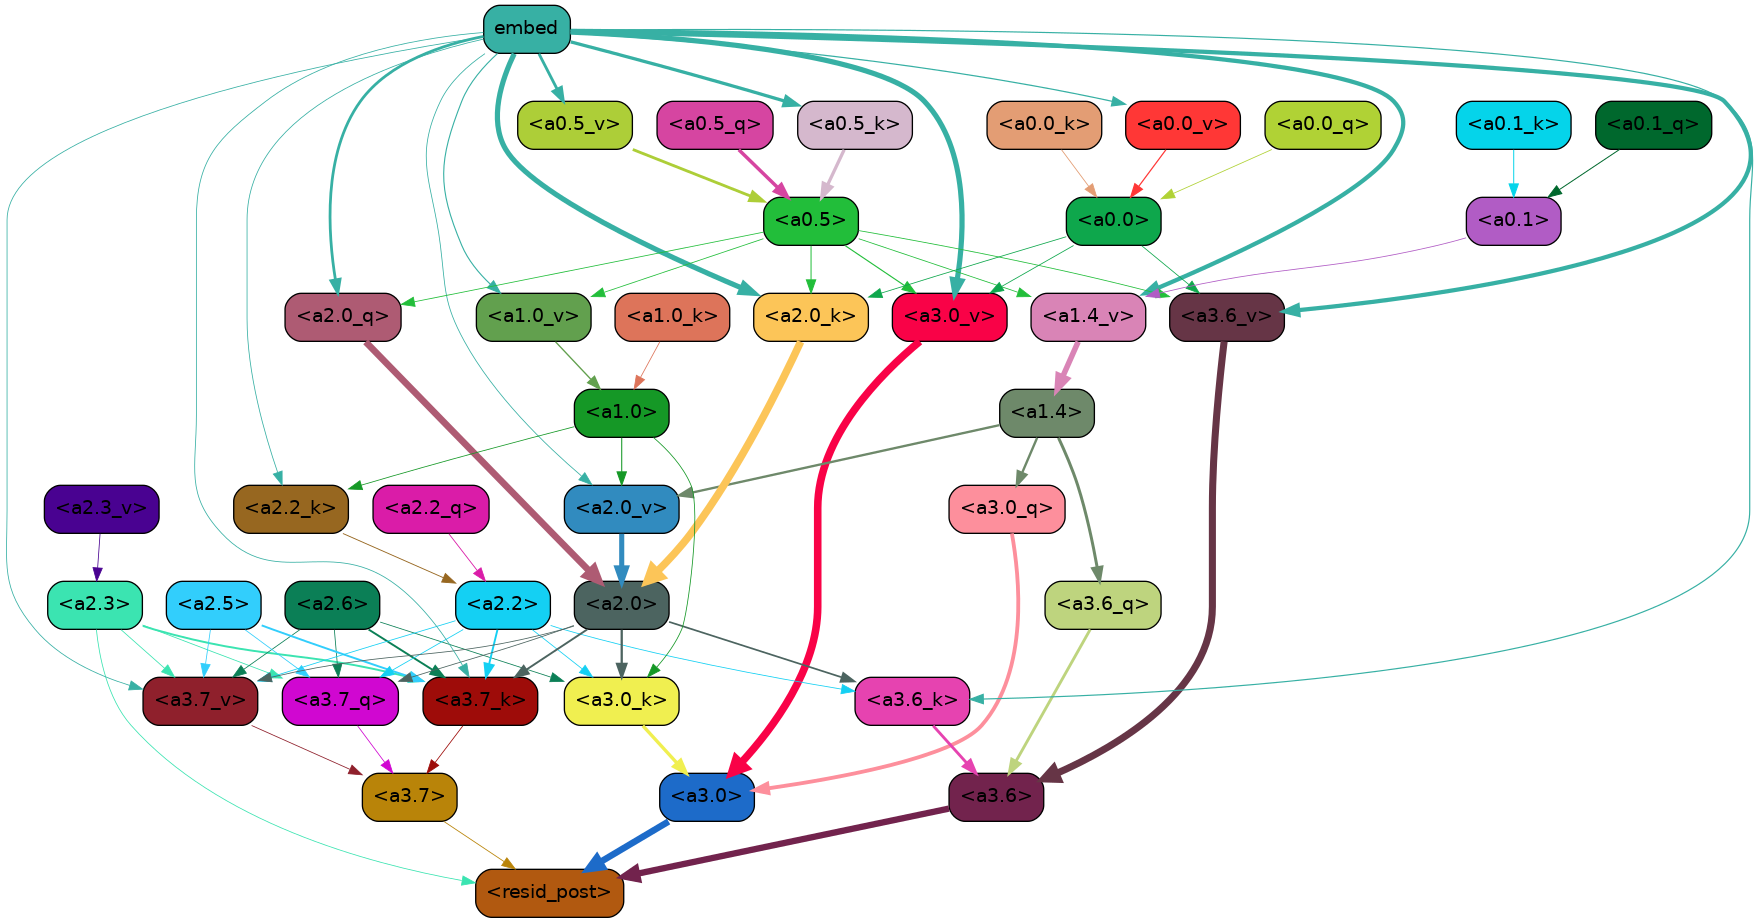 embed
<a0.5_v>
<a0.5_q>
<a0.5_k>
<a0.0_k>
<a0.0_v>
<a0.0_q>
<a0.1_k>
<a0.1_q>
<a0.5>
<a0.0>
<a0.1>
<a2.0_q>
<a1.0_v>
<a1.0_k>
<a2.0_k>
<a3.0_v>
<a1.4_v>
<a3.6_v>
<a1.0>
<a1.4>
<a2.3_v>
<a2.2_k>
<a2.2_q>
<a2.0_v>
<a3.0_q>
<a2.3>
<a2.5>
<a2.6>
<a2.2>
<a2.0>
<a3.6_q>
<a3.7_v>
<a3.7_q>
<a3.7_k>
<a3.0_k>
<a3.6_k>
<a3.7>
<a3.0>
<a3.6>
<resid_post>